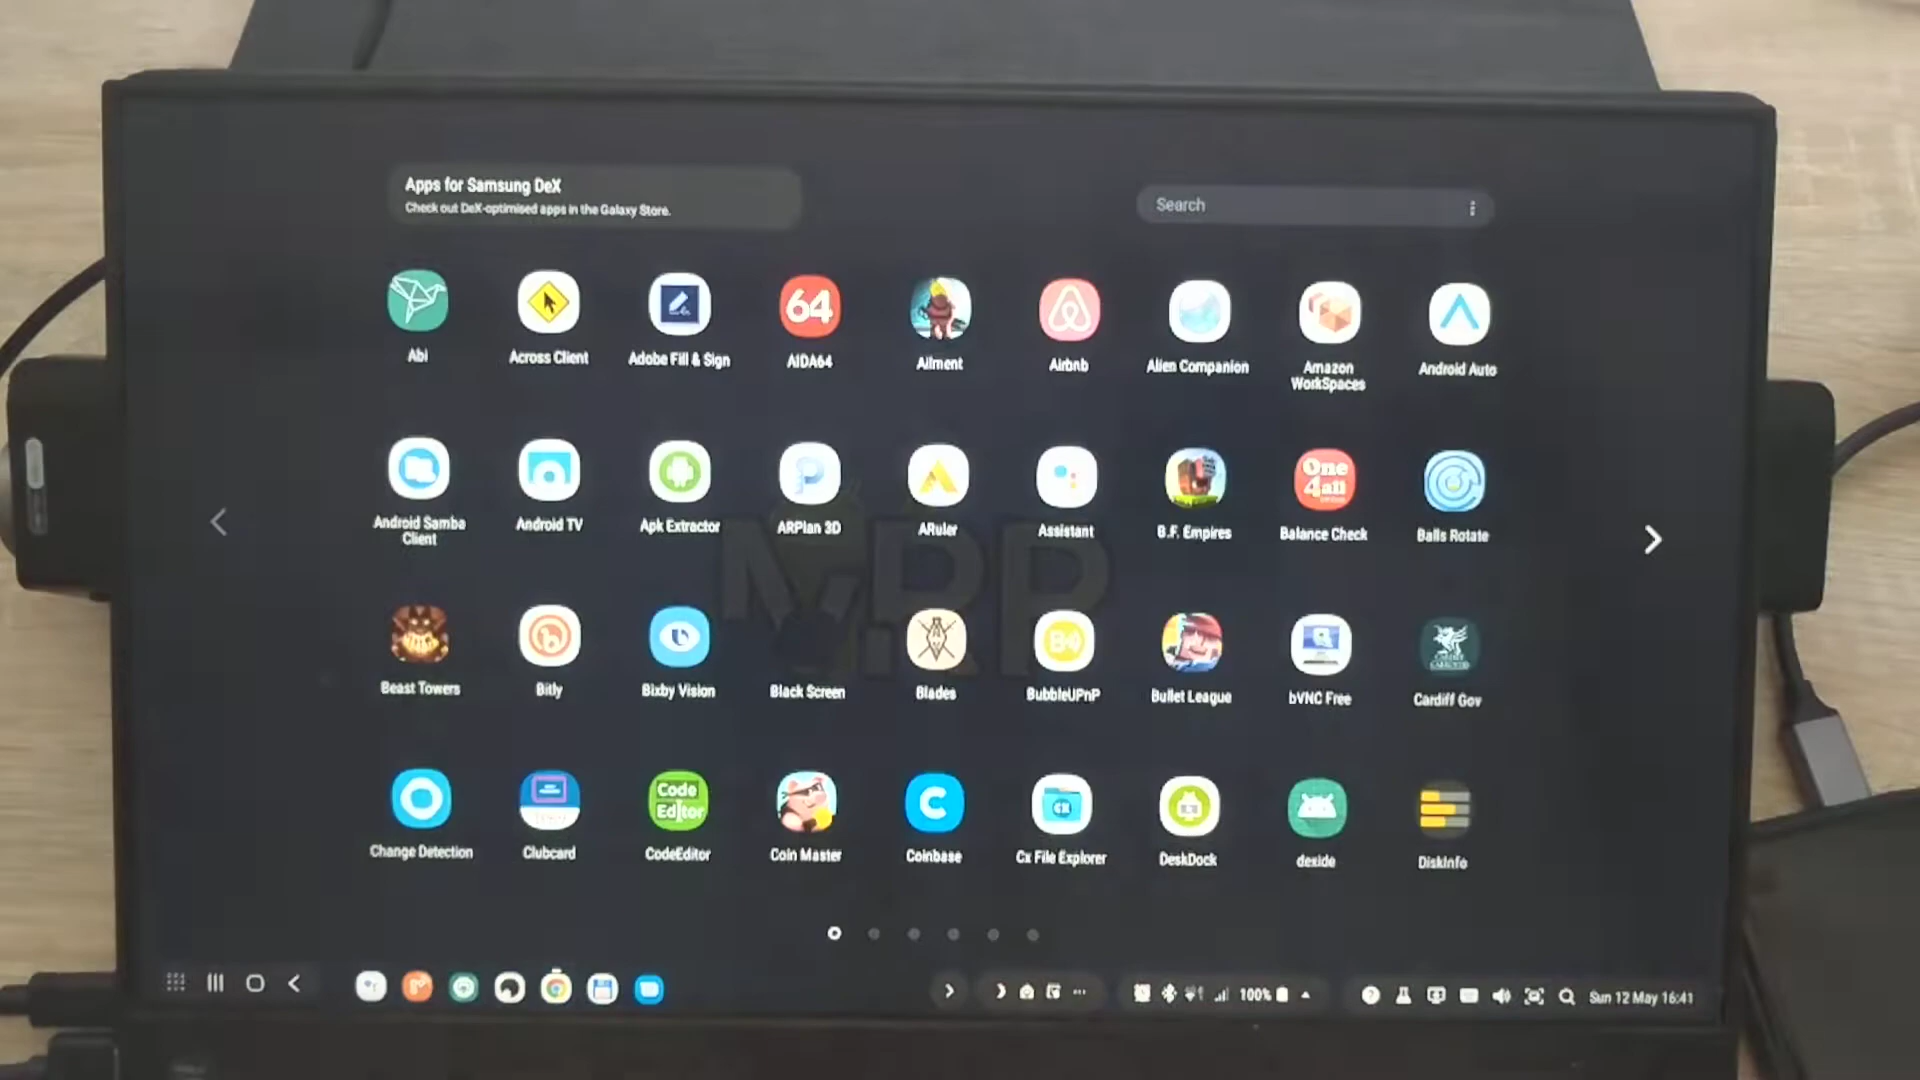 Apps for Samsung DeX
Check out DeX-optimised apps in the Galaxy Store.
Search
64
Abi
Across Client
Adobe Fill & Sign
AIDA64
Ailment
Airbnb
Alien Companion
Amazon
WorkSpaces
Android Auto
One
4all
Android Samba
Client
Android TV
Apk Extractor
ARPlan 3D
ARuler
Assistant
B.F. Empires
Balance Check
Balls Rotate
M.RP
Beast Towers
Bitly
Bixby Vision
Black Screen
Blades
BubbleUPnP
Bullet League
bVNC Free
Cardiff Gov
Code
Editor
C
CX
Change Detection
Clubcard
CodeEditor
Coin Master
Coinbase
Cx File Explorer
DeskDock
dexide
DiskInfo
100%
Sun 12 May 16:41